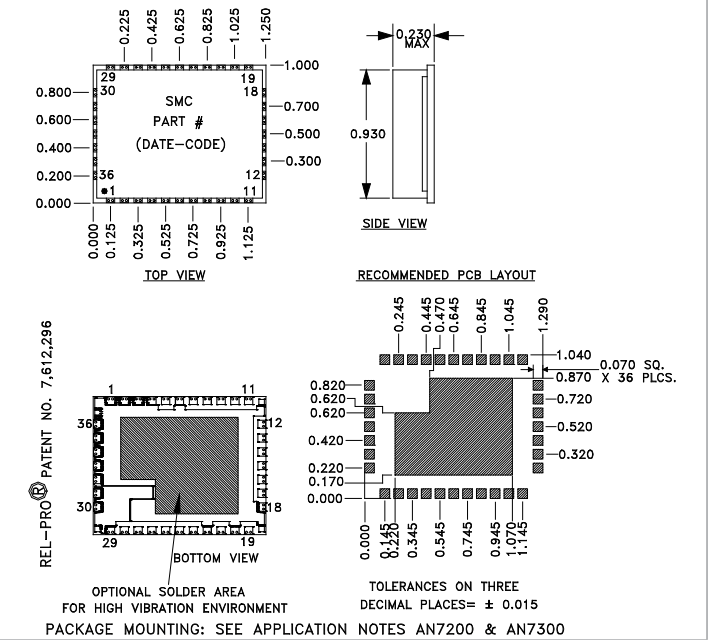 0.225 0.425 0.625 0.825 1.025 1.250
1.000
29 19
30 18
0.800
0.700
SMC
PART #
(DATE-CODE)
0.600
0.500
0.400
0.300
0.200
36 12
1 11
0.000
0.000 0.125 0.325 0.525 0.725 0.925 1.125
TOP VIEW
0.230
MAX
0.930
SIDE VIEW
RECOMMENDED PCB LAYOUT
0.245 0.445 0.470 0.645 0.845 1.045 1.290
1.040
0.070 SQ.
X 36 PLCS.
0.870
0.820
0.720
0.620
0.620
0.520
0.420
0.320
0.220
0.170
0.000
0.000 0.145 0.220 0.345 0.545 0.745 0.945 1.070 1.145
REL-PRO® PATENT NO. 7,612,296
1 11
36 12
30 18
29 19
BOTTOM VIEW
OPTIONAL SOLDER AREA
FOR HIGH VIBRATION ENVIRONMENT
TOLERANCES ON THREE
DECIMAL PLACES= ± 0.015
PACKAGE MOUNTING: SEE APPLICATION NOTES AN7200 & AN7300